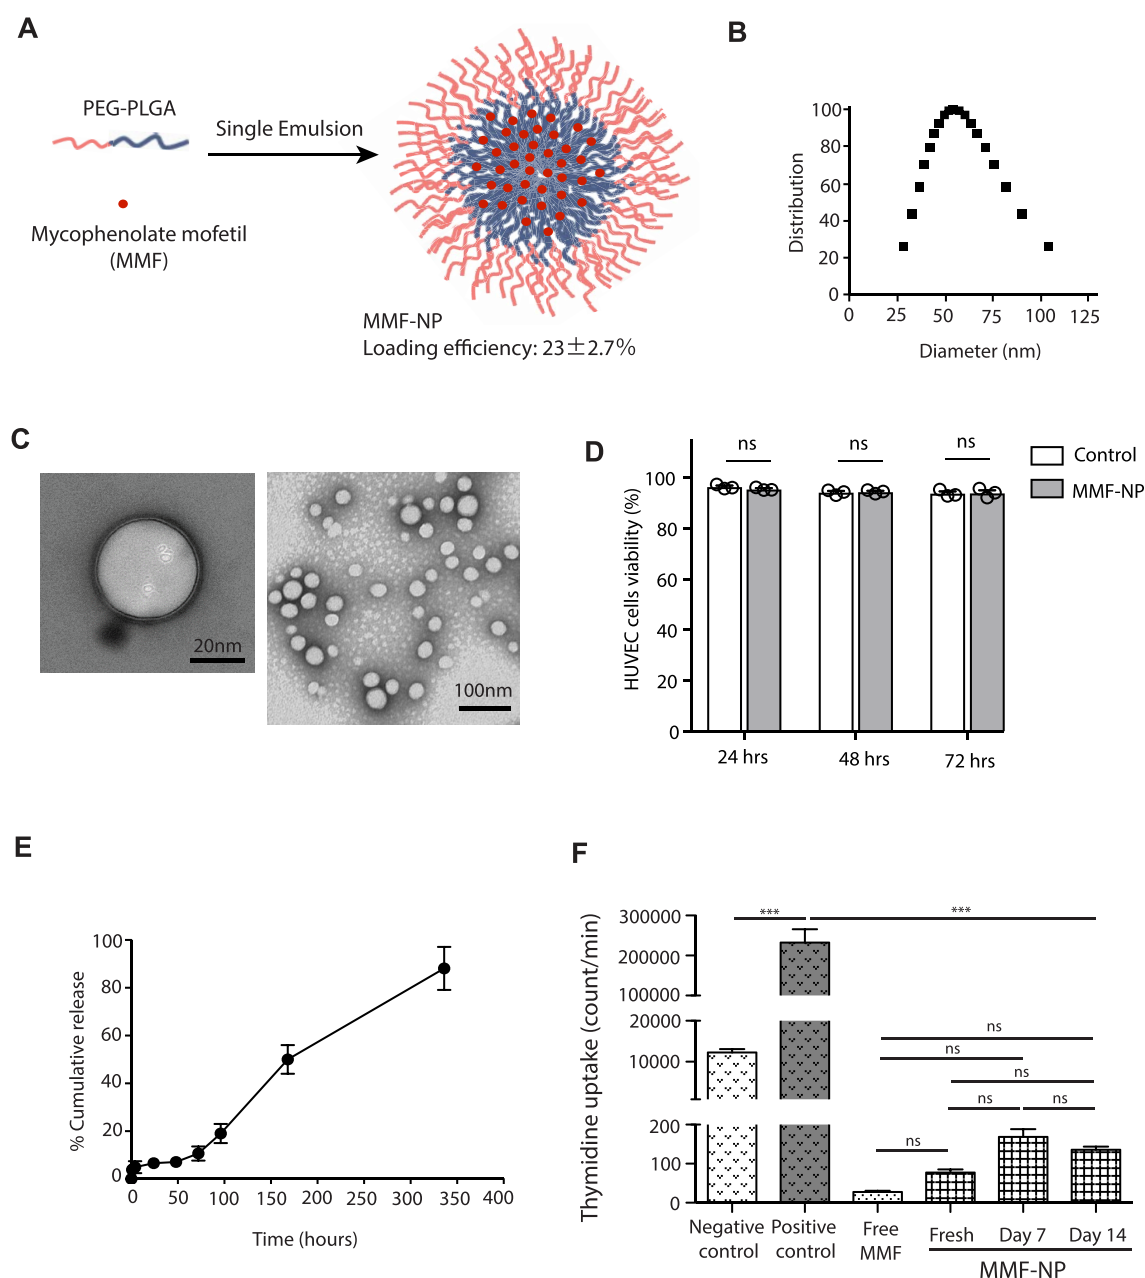 A
PEG-PLGA
Single Emulsion
Mycophenolate mofetil
(MMF)
MMF-NP
Loading efficiency: 23±2.7%
B
Distribution
100
80
60
40
20
0
0 25 50 75 100 125
Diameter (nm)
C
20nm
100nm
D
HUVEC cells viability (%)
100
80
60
40
20
0
ns ns ns
24 hrs 48 hrs 72 hrs
Control
MMF-NP
E
% Cumulative release
100
80
60
40
20
0
0 50 100 150 200 250 300 350 400
Time (hours)
F
Thymidine uptake (count/min)
300000
200000
100000
20000
10000
200
100
0
*** ***
ns
ns
ns
ns ns
ns
Negative control
Positive control
Free MMF
Fresh Day 7 Day 14
MMF-NP